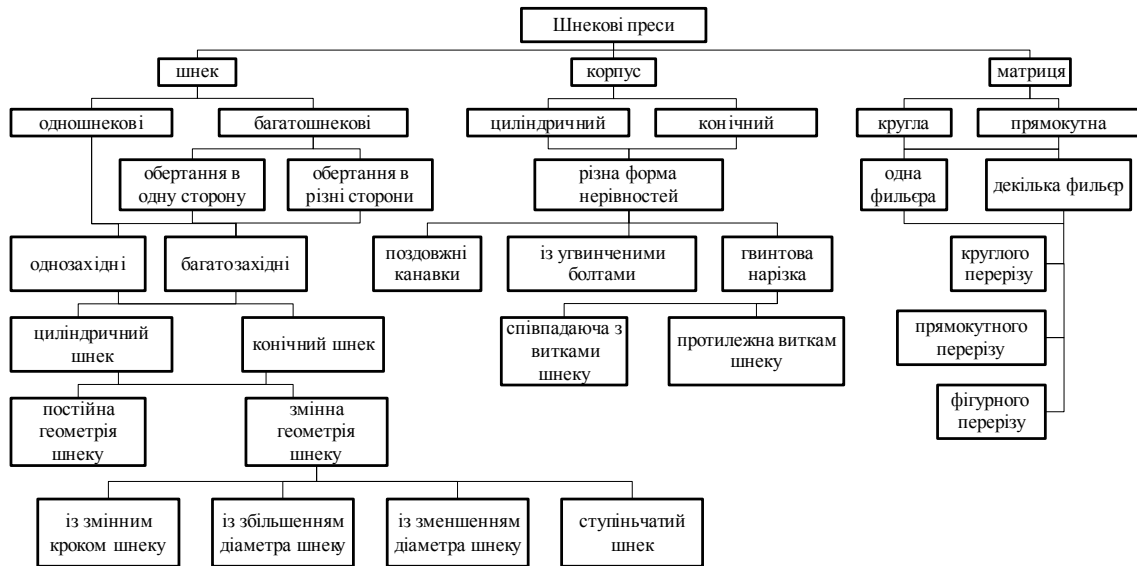 Шнекові преси
шнек
корпус
матриця
одношнекові
багатошнекові
циліндричний
конічний
кругла
прямокутна
обертання в
одну сторону
обертання в
різні сторони
різна форма
нерівностей
одна
фильєра
декілька фильєр
однозахідні
багатозахідні
поздовжні
канавки
із угвинченими
болтами
гвинтова
нарізка
круглого
перерізу
циліндричний
шнек
конічний шнек
співпадаюча з
витками
шнеку
протилежна виткам
шнеку
прямокутного
перерізу
постійна
геометрія
шнеку
змінна
геометрія
шнеку
фігурного
перерізу
із змінним
кроком шнеку
із збільшенням
діаметра шнеку
із зменшенням
діаметра шнеку
ступіньчатий
шнек